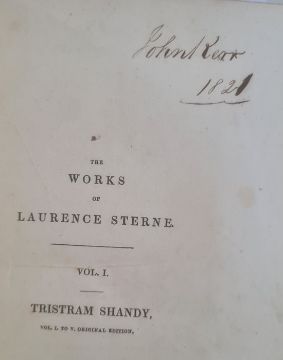 John Kerr
1821
THE
WORKS
OF
LAURENCE STERNE.
VOL. I.
TRISTRAM SHANDY,
VOL. I. TO V. ORIGINAL EDITION,